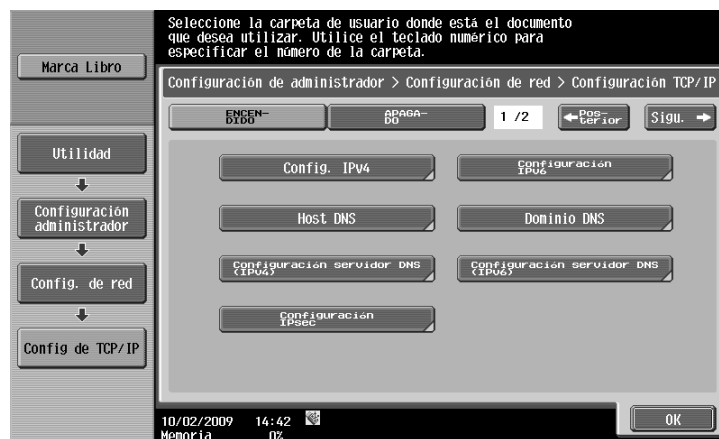 Seleccione la carpeta de usuario donde está el documento
que desea utilizar. Utilice el teclado numérico para
especificar el número de la carpeta.
Marca Libro
Configuración de administrador > Configuración de red > Configuración TCP/IP
ENCEN-
DIDO
APAGA-
DO
1 /2
Pos-
terior
Sigu.
Utilidad
Configuración
administrador
Config. de red
Config de TCP/IP
Config. IPv4
Configuración
IPv6
Host DNS
Dominio DNS
Configuración servidor DNS
(IPv4)
Configuración servidor DNS
(IPv6)
Configuración
IPsec
10/02/2009 14:42
Memoria 0%
OK